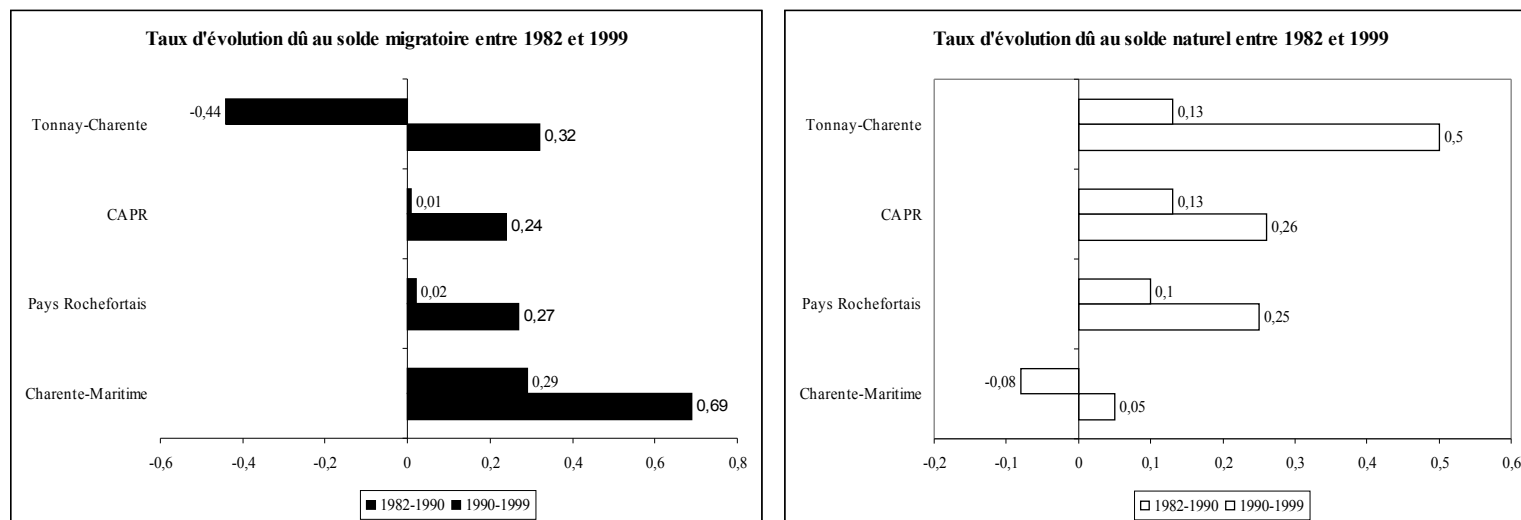 Taux d'évolution dû au solde migratoire entre 1982 et 1999
-0,44
Tonnay-Charente
0,32
0,01
CAPR
0,24
0,02
Pays Rochefortais
0,27
0,29
Charente-Maritime
0,69
-0,6 -0,4 -0,2 0 0,2 0,4 0,6 0,8
1982-1990 1990-1999
Taux d'évolution dû au solde naturel entre 1982 et 1999
0,13
Tonnay-Charente
0,5
0,13
CAPR
0,26
0,1
Pays Rochefortais
0,25
-0,08
Charente-Maritime
0,05
-0,2 -0,1 0 0,1 0,2 0,3 0,4 0,5 0,6
1982-1990 1990-1999